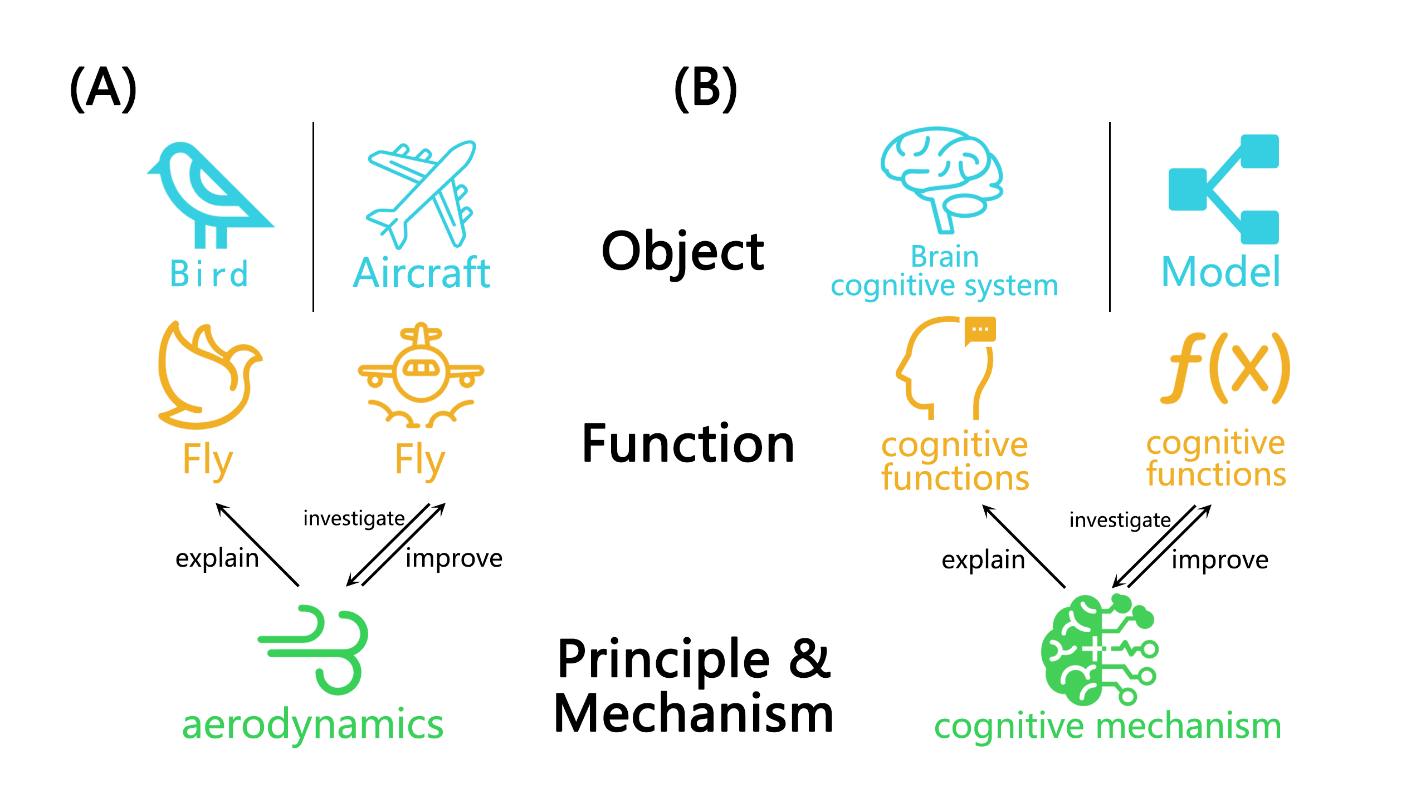 (A)
(B)
Bird
Aircraft
Object
Brain
cognitive system
Model
f(x)
Fly
Fly
Function
cognitive
functions
cognitive
functions
investigate
explain
improve
investigate
explain
improve
Principle &
Mechanism
aerodynamics
cognitive mechanism